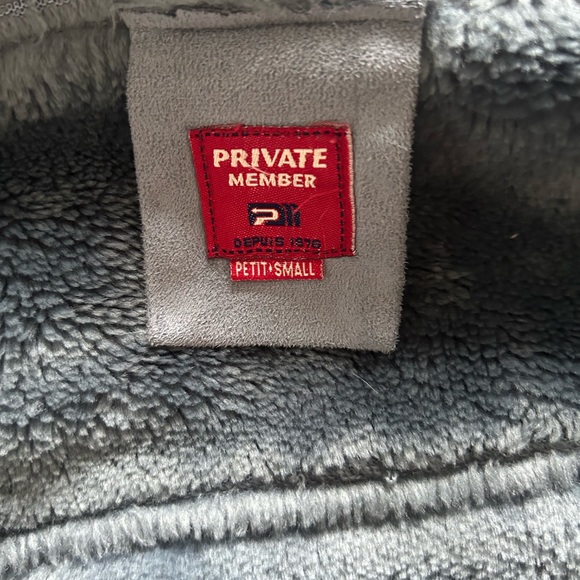 PRIVATE
MEMBER
PM
DEPUIS 1976
PETIT•SMALL